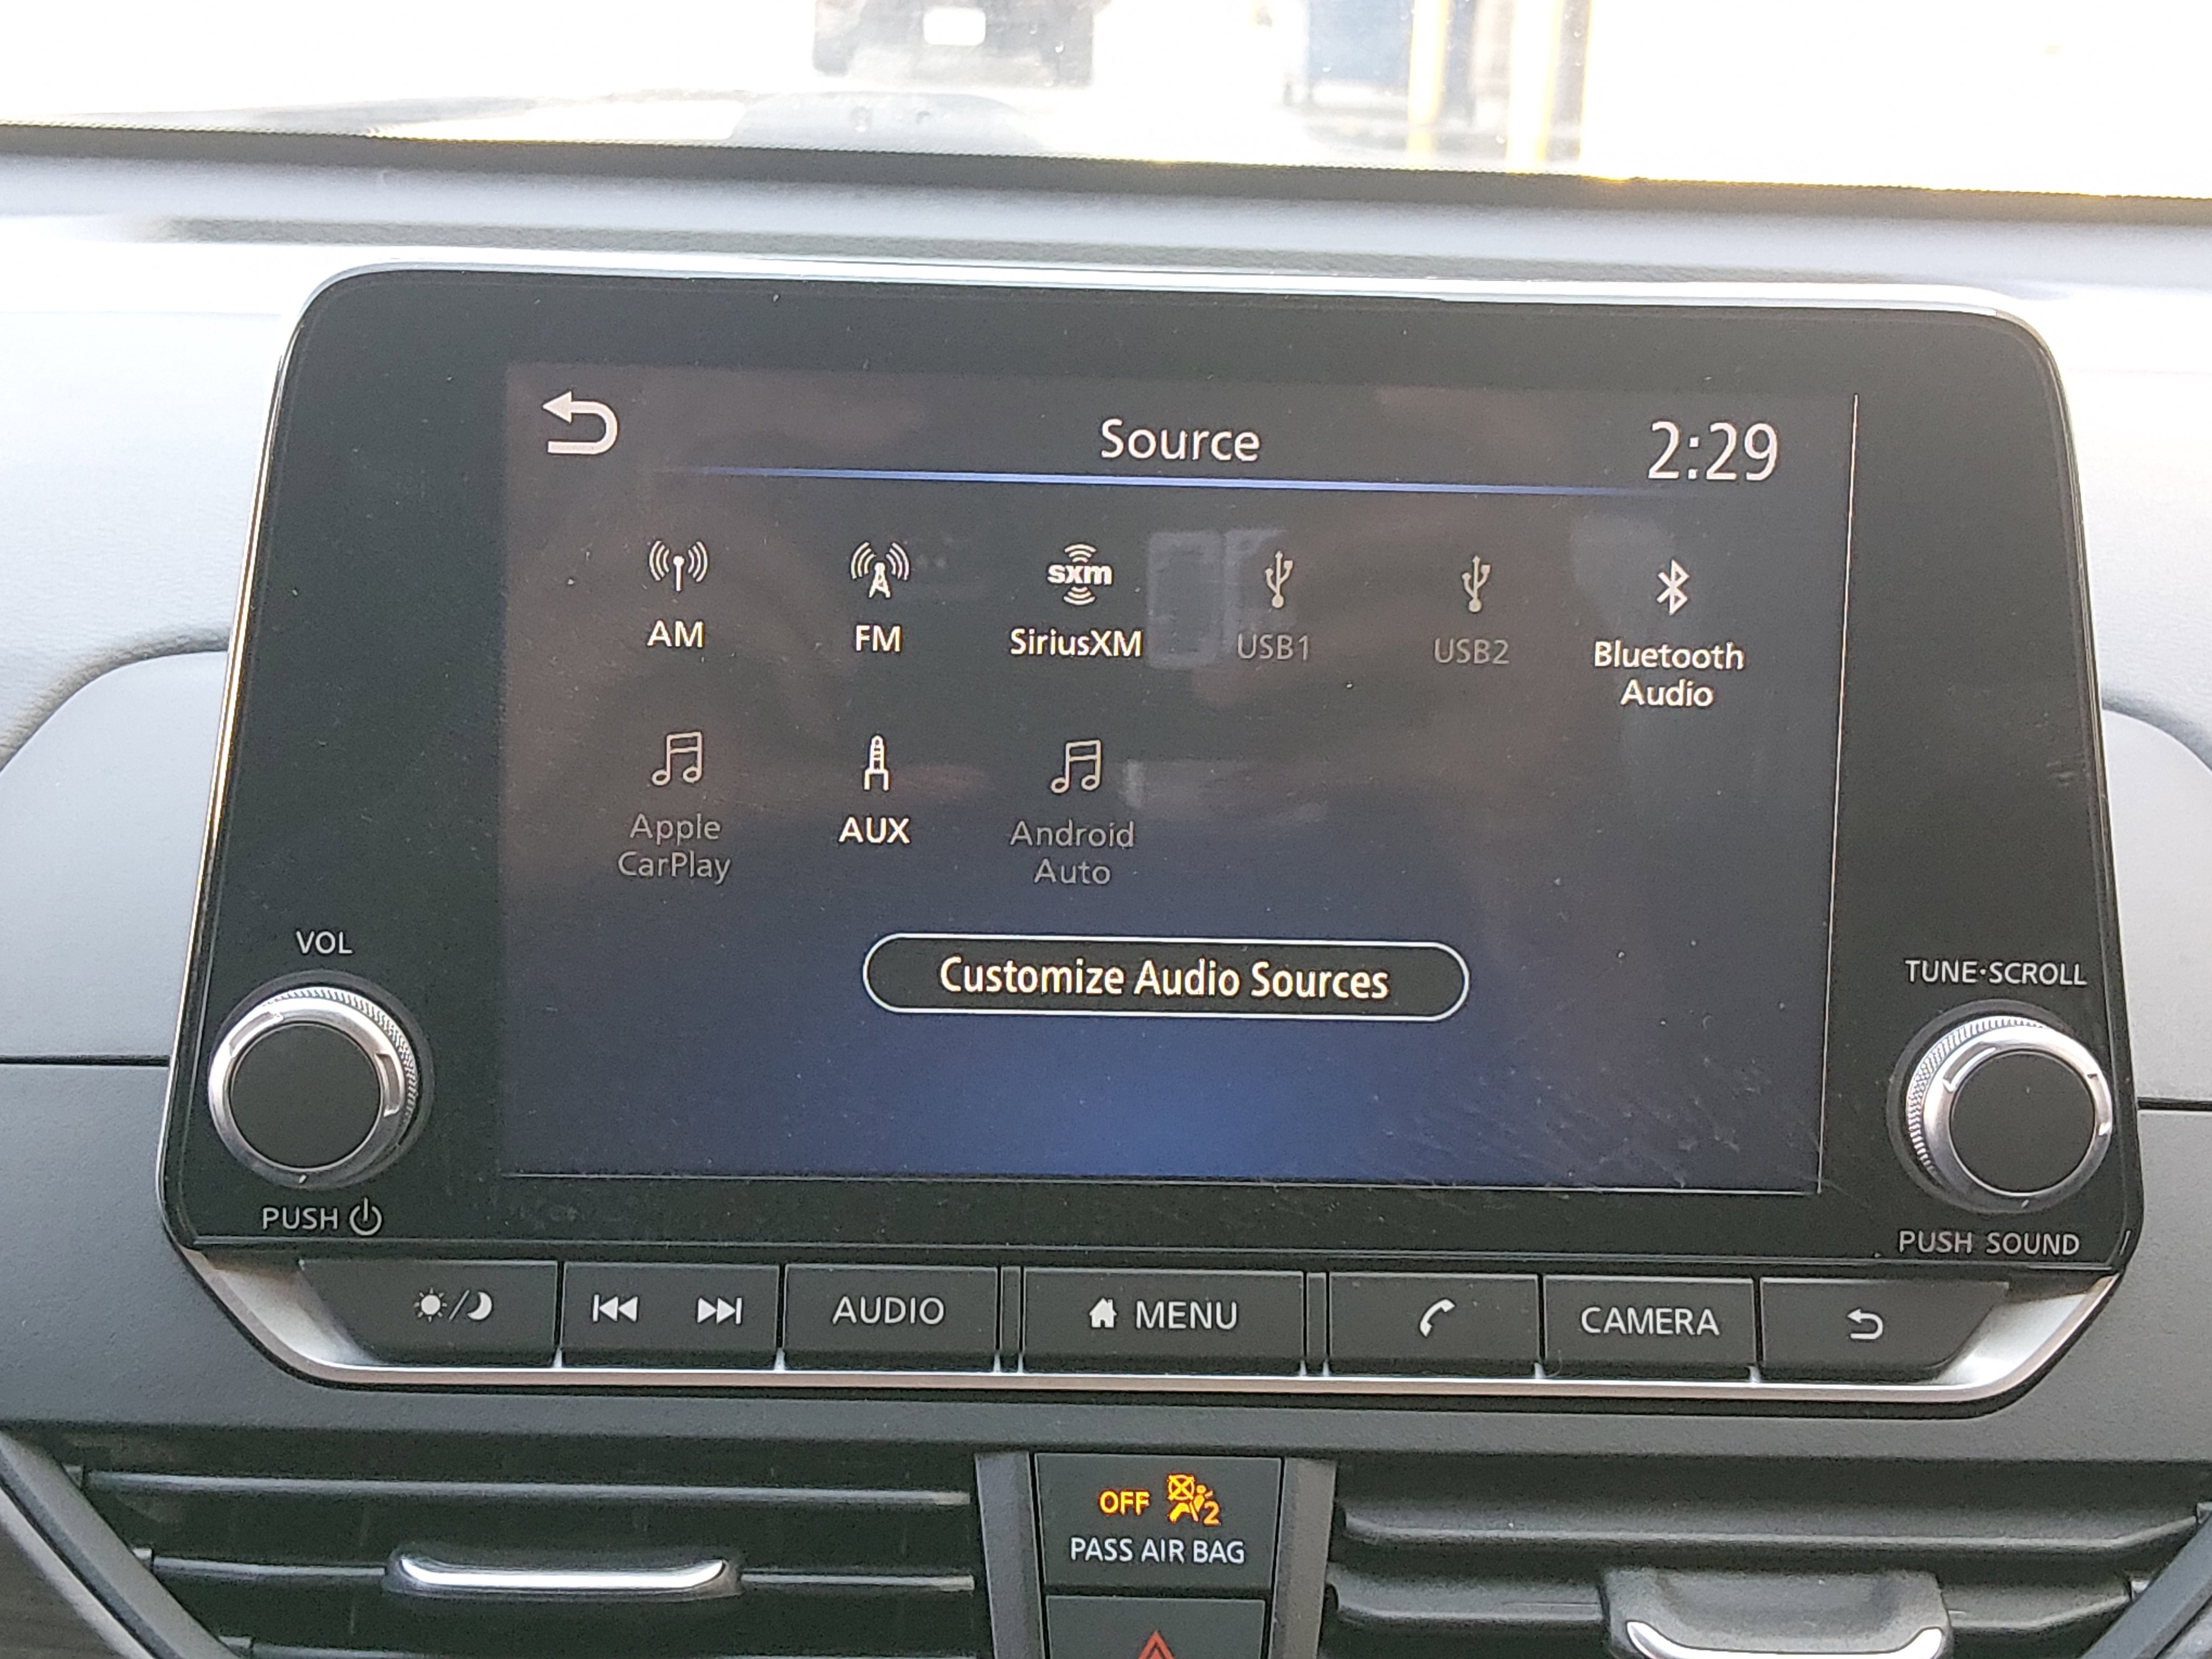 Source
2:29
sxm
AM
FM
SiriusXM
USB1
USB2
Bluetooth
Audio
Apple
CarPlay
AUX
Android
Auto
Customize Audio Sources
VOL
PUSH
TUNE·SCROLL
PUSH SOUND
AUDIO
MENU
CAMERA
OFF
2
PASS AIR BAG